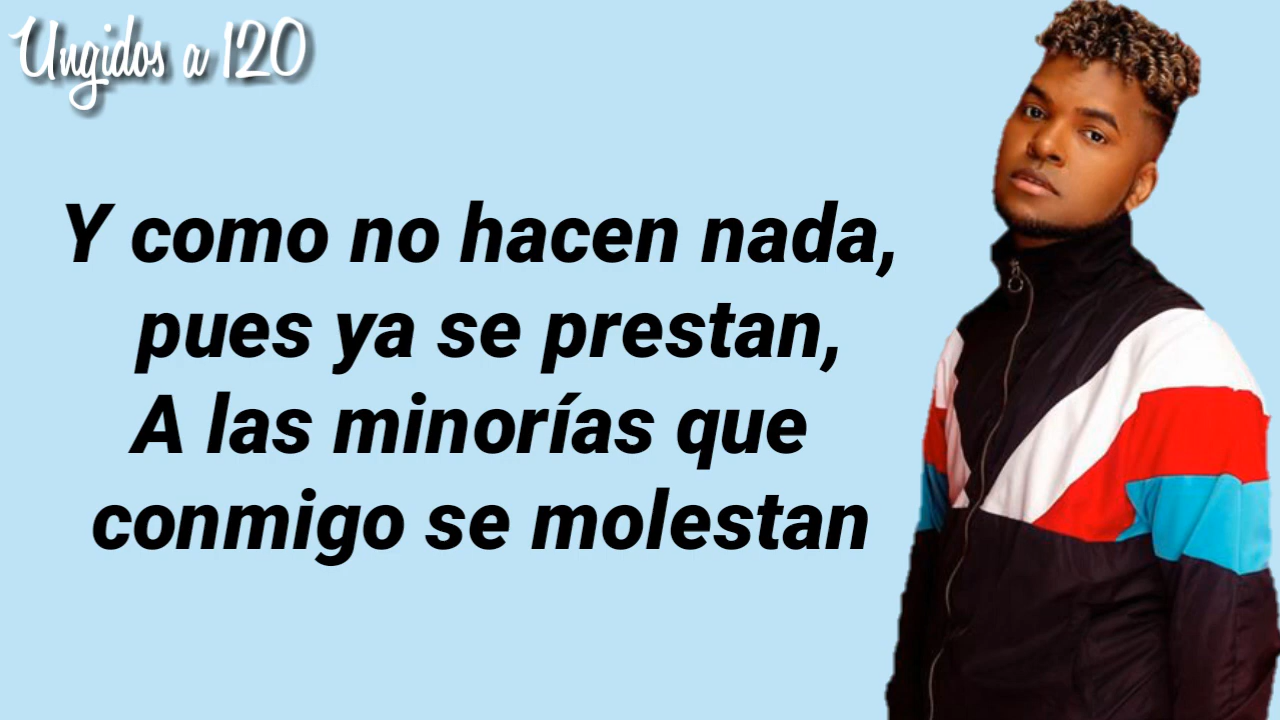 Ungidos a 120
Y como no hacen nada,
pues ya se prestan,
A las minorías que
conmigo se molestan